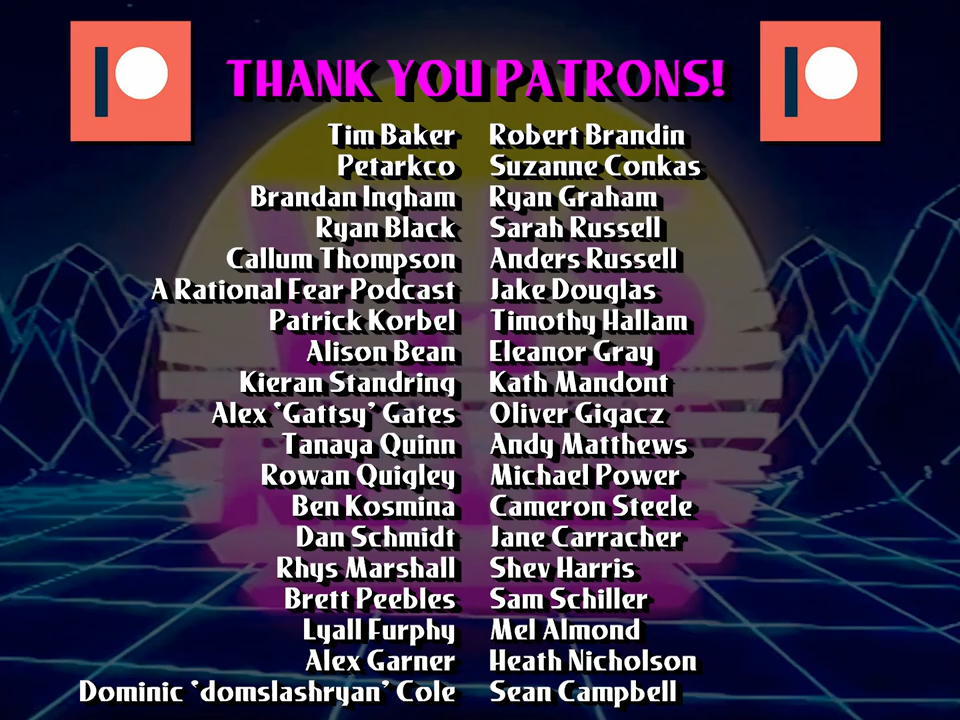 THANK YOU PATRONS!
Tim Baker
Petarkco
Brandan Ingham
Ryan Black
Callum Thompson
A Rational Fear Podcast
Patrick Korbel
Alison Bean
Kieran Standring
Alex ‘Gattsy’ Gates
Tanaya Quinn
Rowan Quigley
Ben Kosmina
Dan Schmidt
Rhys Marshall
Brett Peebles
Lyall Furphy
Alex Garner
Dominic ‘domslashryan’ Cole
Robert Brandin
Suzanne Conkas
Ryan Graham
Sarah Russell
Anders Russell
Jake Douglas
Timothy Hallam
Eleanor Gray
Kath Mandont
Oliver Gigacz
Andy Matthews
Michael Power
Cameron Steele
Jane Carracher
Shev Harris
Sam Schiller
Mel Almond
Heath Nicholson
Sean Campbell